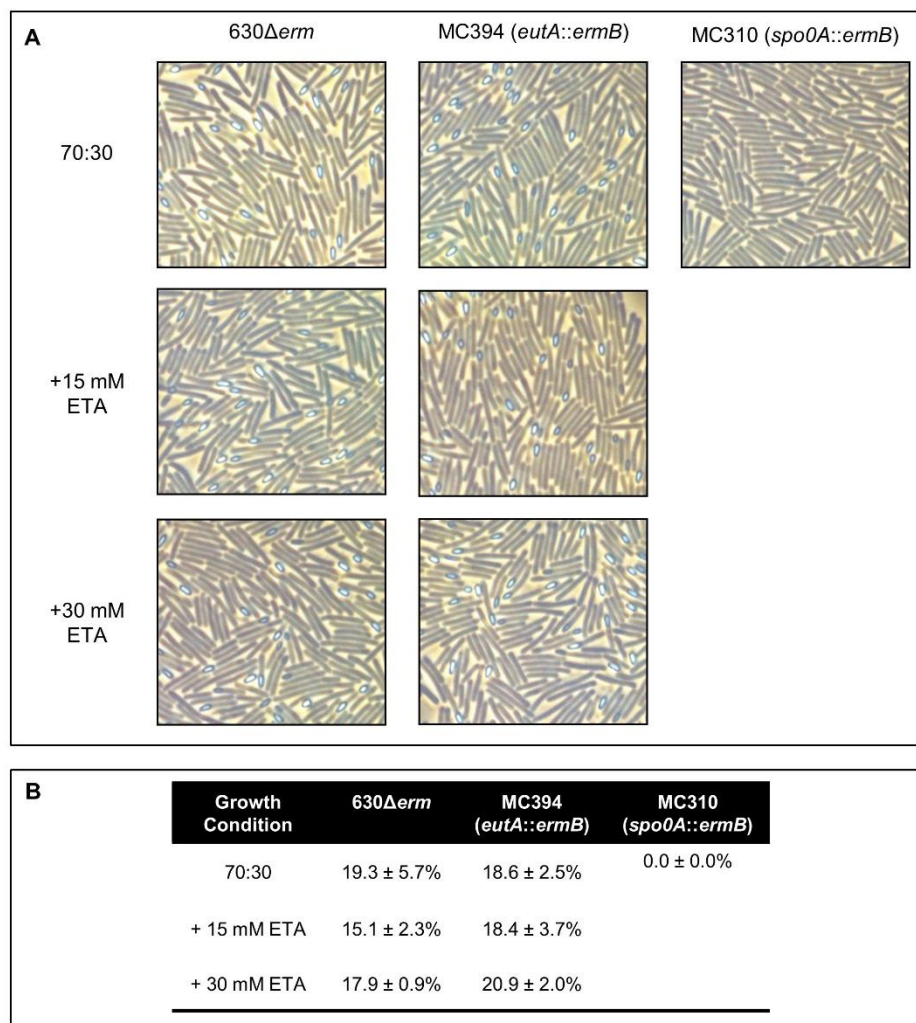 A
630Δerm
MC394 (eutA::ermB)
MC310 (spo0A::ermB)
70:30
+15 mM
ETA
+30 mM
ETA
B
Growth
Condition
630Δerm
MC394
(eutA::ermB)
MC310
(spo0A::ermB)
70:30
19.3 ± 5.7%
18.6 ± 2.5%
0.0 ± 0.0%
+ 15 mM ETA
15.1 ± 2.3%
18.4 ± 3.7%
+ 30 mM ETA
17.9 ± 0.9%
20.9 ± 2.0%